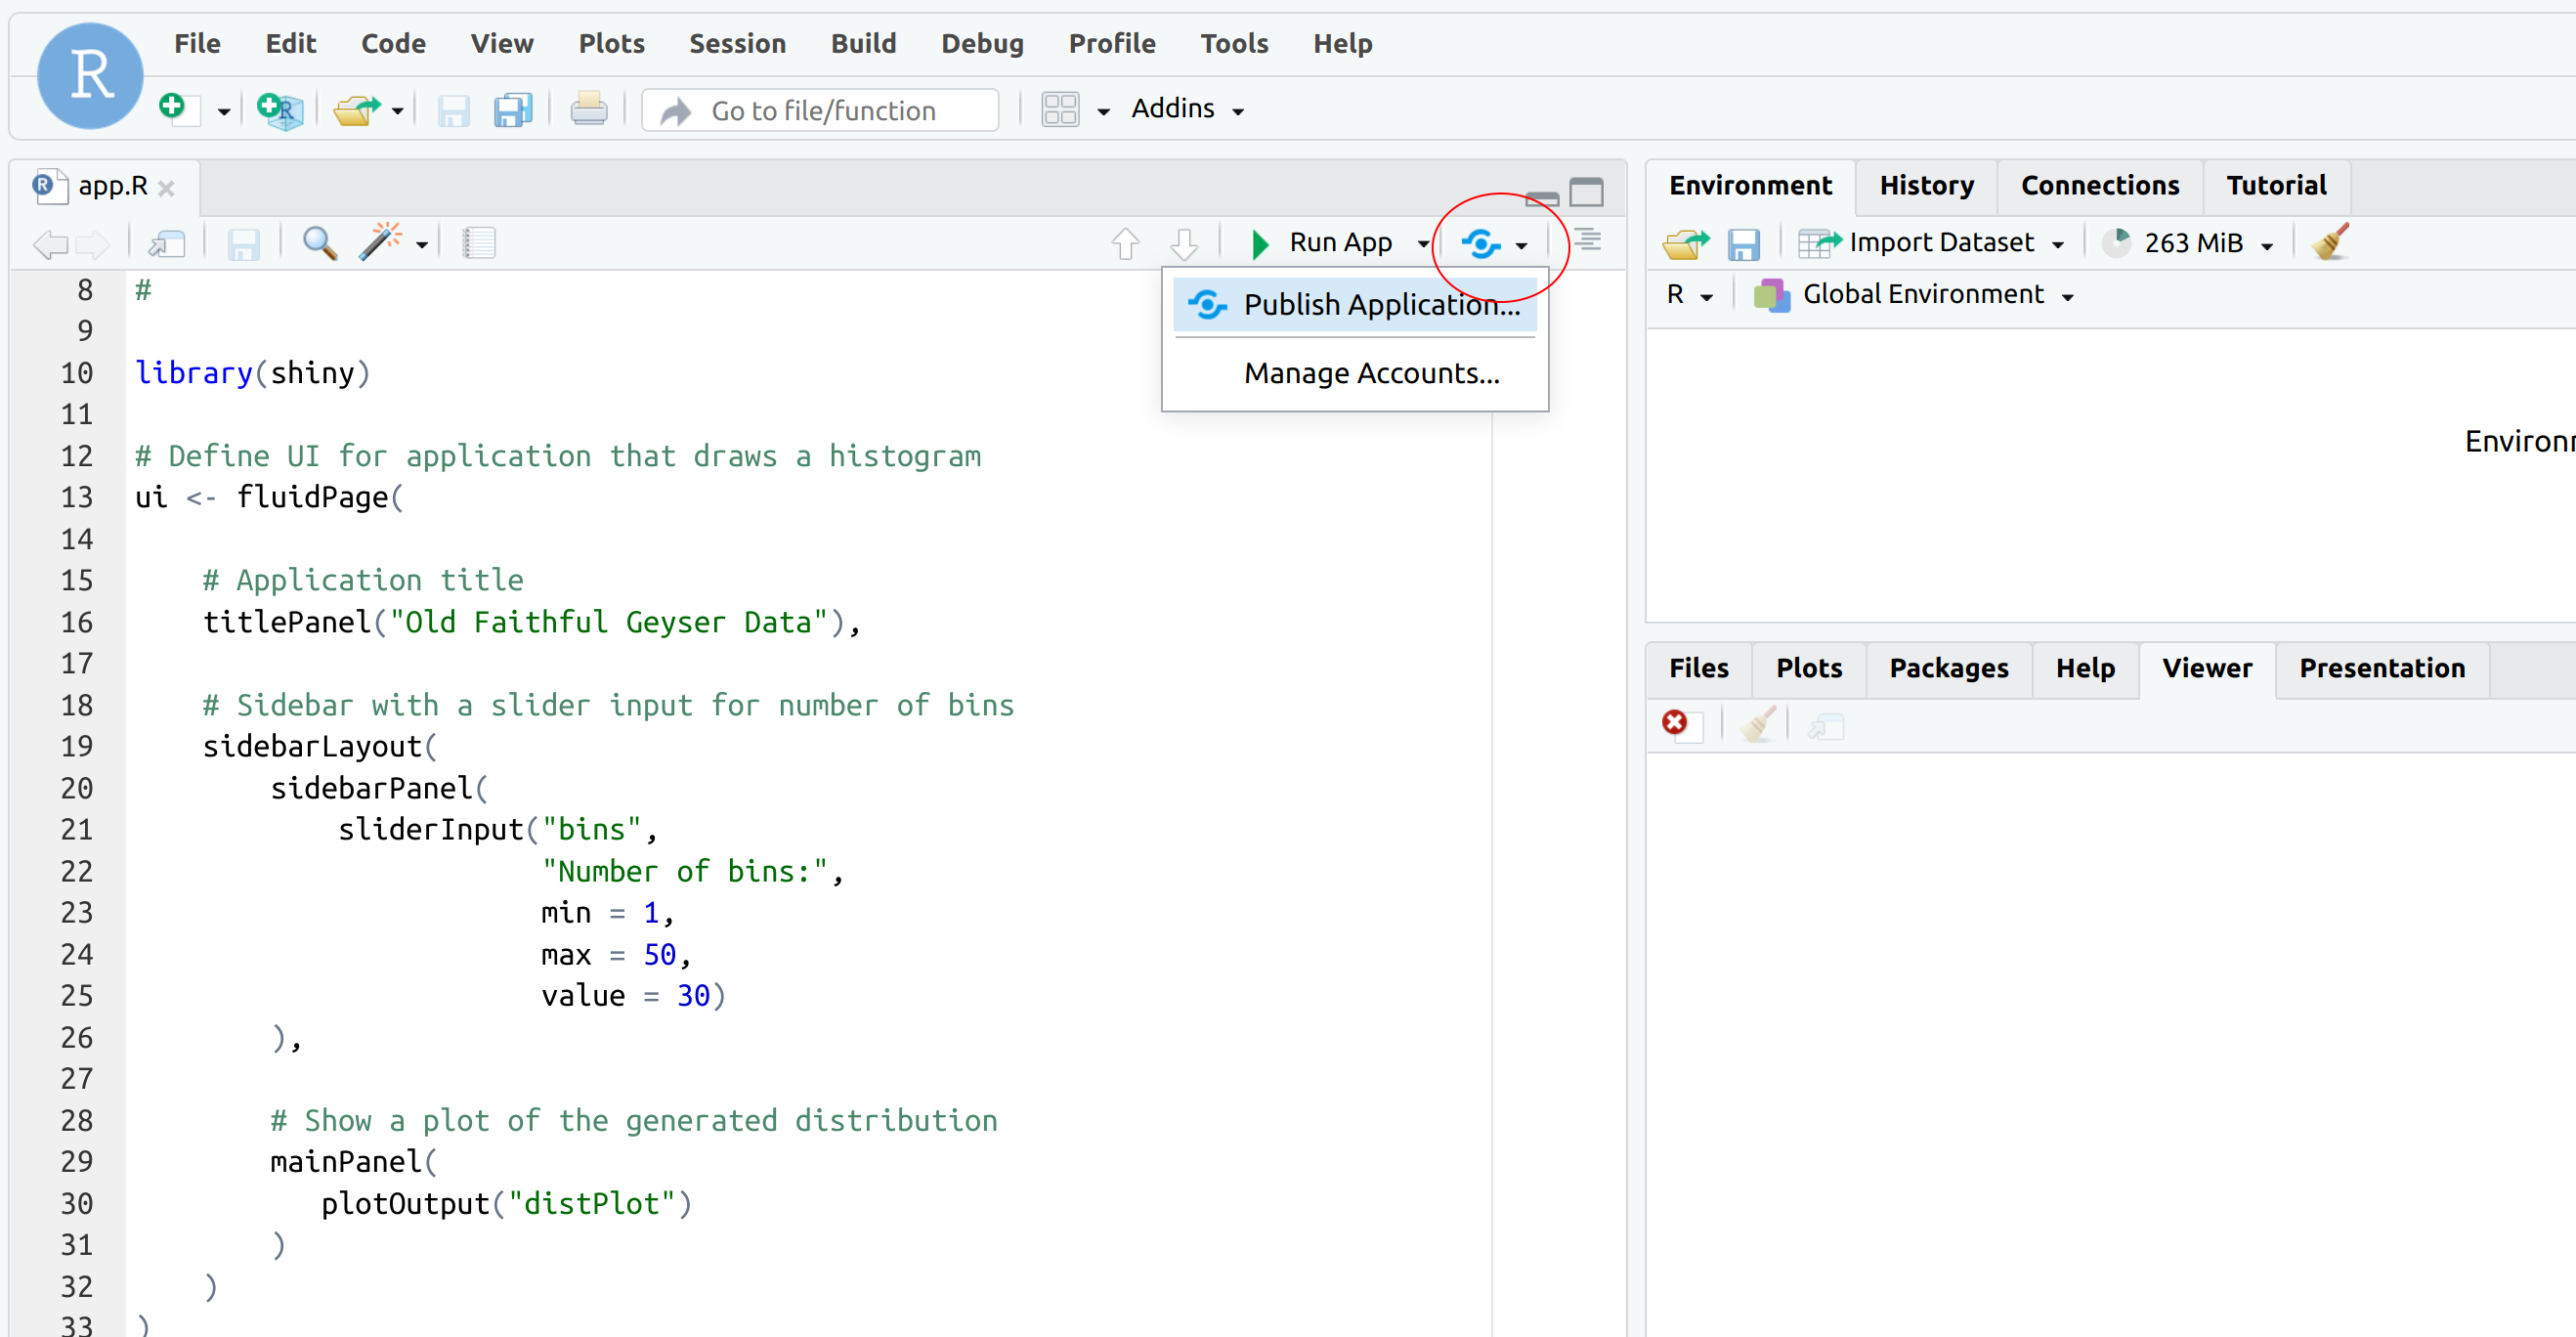 R
File Edit Code View Plots Session Build Debug Profile Tools Help
Go to file/function Addins
app.R
Run App
Publish Application...
Manage Accounts...
8 #
9
10 library(shiny)
11
12 # Define UI for application that draws a histogram
13 ui <- fluidPage(
14
15 # Application title
16 titlePanel("Old Faithful Geyser Data"),
17
18 # Sidebar with a slider input for number of bins
19 sidebarLayout(
20 sidebarPanel(
21 sliderInput("bins",
22 "Number of bins:",
23 min = 1,
24 max = 50,
25 value = 30)
26 ),
27
28 # Show a plot of the generated distribution
29 mainPanel(
30 plotOutput("distPlot")
31 )
32 )
33 )
Environment History Connections Tutorial
Import Dataset 263 MiB
R Global Environment
Files Plots Packages Help Viewer Presentation